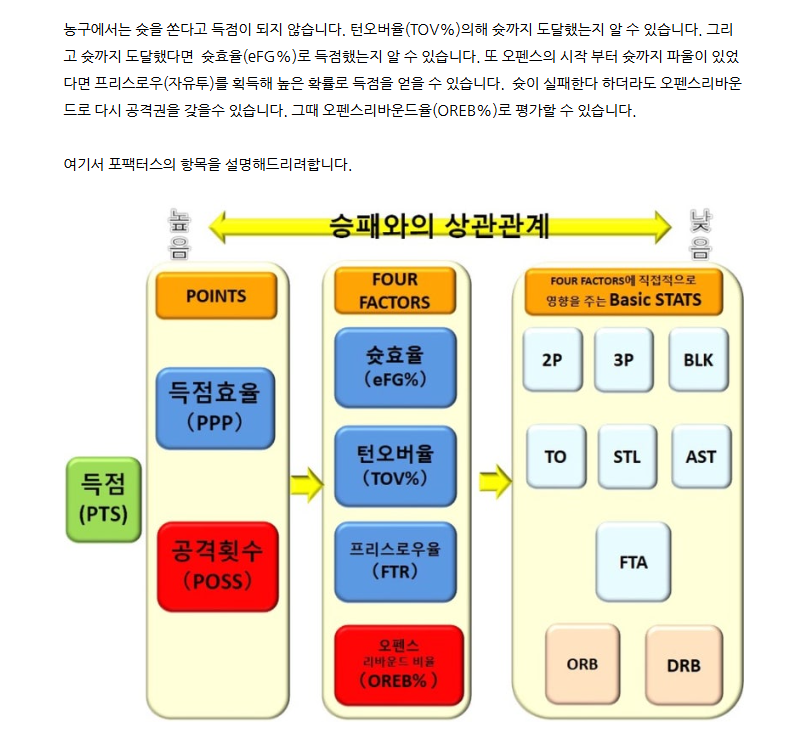 농구에서는 슛을 쏜다고 득점이 되지 않습니다. 턴오버율(TOV%)의해 슛까지 도달했는지 알 수 있습니다. 그리
고 슛까지 도달했다면  슛효율(eFG%)로 득점했는지 알 수 있습니다. 또 오펜스의 시작 부터 슛까지 파울이 있었
다면 프리스로우(자유투)를 획득해 높은 확률로 득점을 얻을 수 있습니다.  슛이 실패한다 하더라도 오펜스리바운
드로 다시 공격권을 갖을수 있습니다. 그때 오펜스리바운드율(OREB%)로 평가할 수 있습니다.
여기서 포팩터스의 항목을 설명해드리려합니다.
높음
승패와의 상관관계
낮음
POINTS
득점효율
(PPP)
득점
(PTS)
공격횟수
(POSS)
FOUR
FACTORS
슛효율
(eFG%)
턴오버율
(TOV%)
프리스로우율
(FTR)
오펜스
리바운드 비율
(OREB% )
FOUR FACTORS에 직접적으로
영향을 주는 Basic STATS
2P 3P BLK
TO STL AST
FTA
ORB DRB